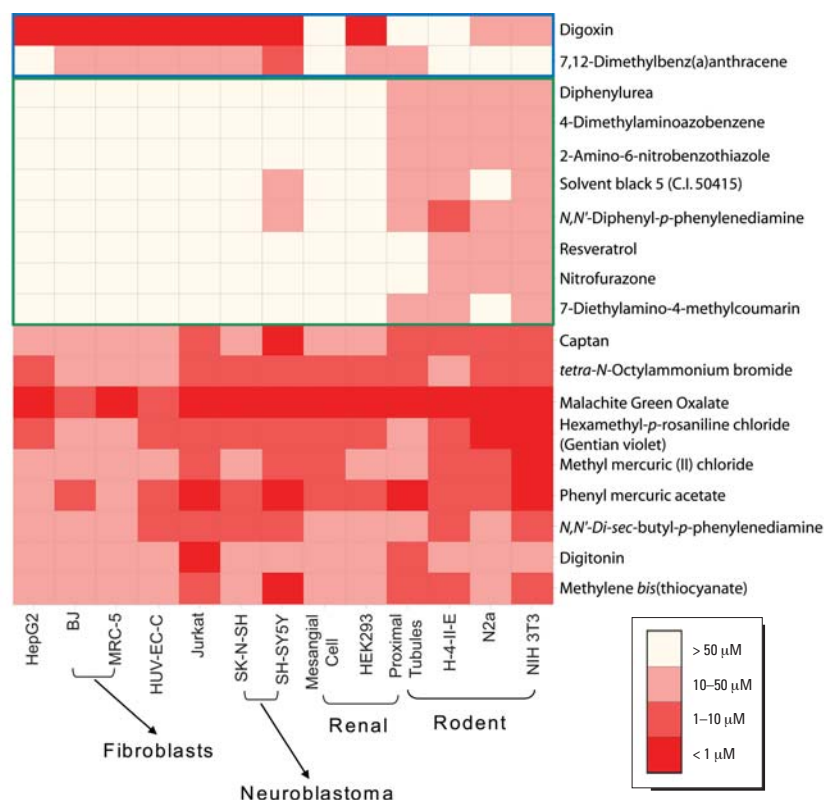 Digoxin
7,12-Dimethylbenz(a)anthracene
Diphenylurea
4-Dimethylaminoazobenzene
2-Amino-6-nitrobenzothiazole
Solvent black 5 (C.I. 50415)
N,N'-Diphenyl-p-phenylenediamine
Resveratrol
Nitrofurazone
7-Diethylamino-4-methylcoumarin
Captan
tetra-N-Octylammonium bromide
Malachite Green Oxalate
Hexamethyl-p-rosaniline chloride
(Gentian violet)
Methyl mercuric (II) chloride
Phenyl mercuric acetate
N,N'-Di-sec-butyl-p-phenylenediamine
Digitonin
Methylene bis(thiocyanate)
HepG2
BJ
MRC-5
HUV-EC-C
Jurkat
SK-N-SH
SH-SY5Y
Mesangial
Cell
HEK293
Proximal
Tubules
H-4-II-E
N2a
NIH 3T3
Fibroblasts
Neuroblastoma
Renal
Rodent
> 50 μM
10–50 μM
1–10 μM
< 1 μM